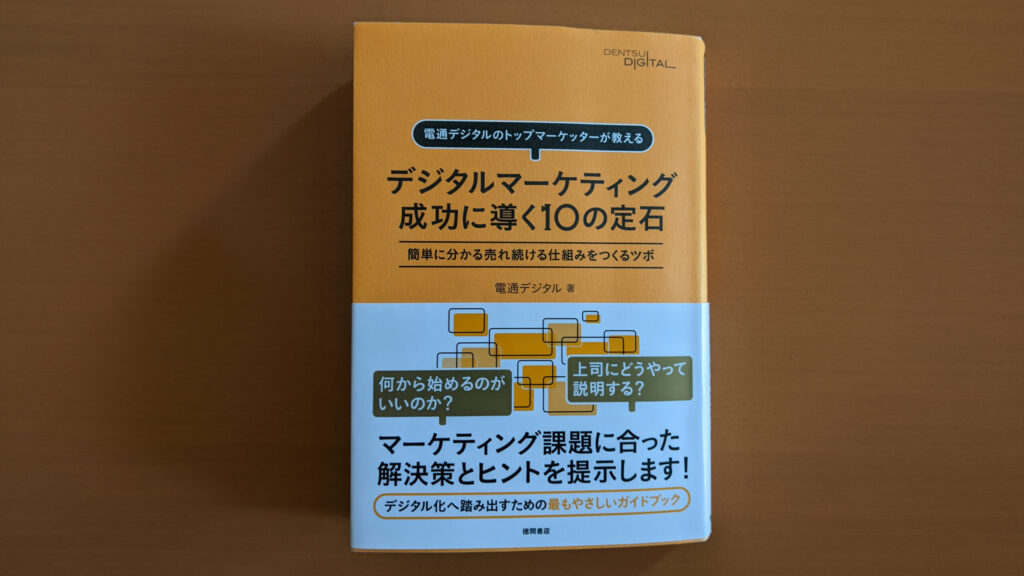 DENTSU
DIGITAL
電通デジタルのトップマーケッターが教える
デジタルマーケティング
成功に導く10の定石
簡単に分かる売れ続ける仕組みをつくるツボ
電通デジタル 著
何から始めるのが
いいのか?
上司にどうやって
説明する?
マーケティング課題に合った
解決策とヒントを提示します!
デジタル化へ踏み出すための最もやさしいガイドブック
徳間書店